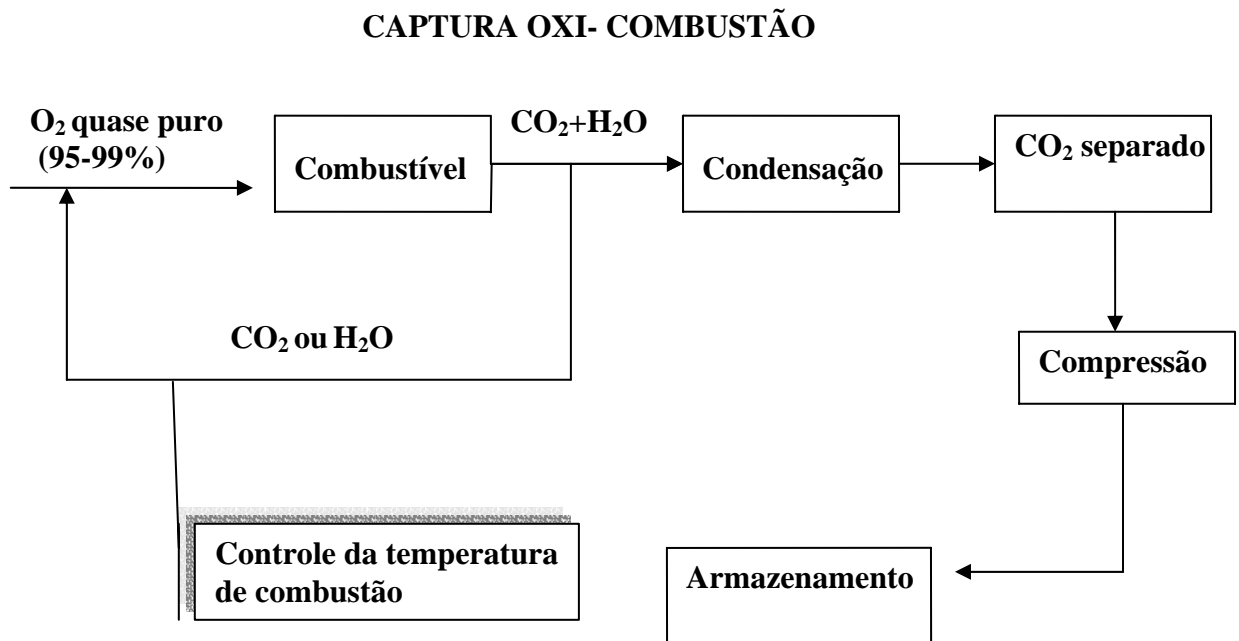 CAPTURA OXI- COMBUSTÃO
O₂ quase puro
(95-99%)
Combustível
CO₂+H₂O
Condensação
CO₂ separado
CO₂ ou H₂O
Compressão
Controle da temperatura
de combustão
Armazenamento